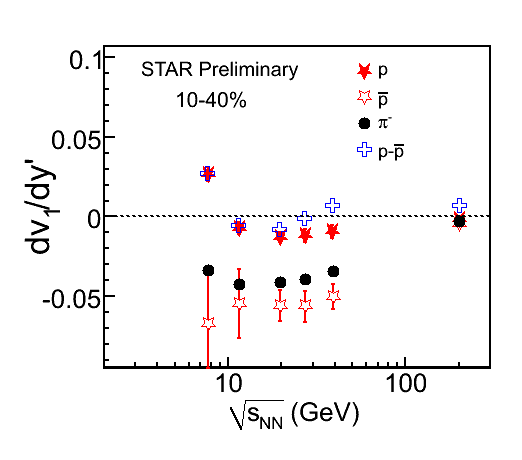 0.1
STAR Preliminary
10-40%
p
p̅
π⁻
p-p̅
0.05
0
-0.05
dv₁/dy'
10
100
√sNN (GeV)